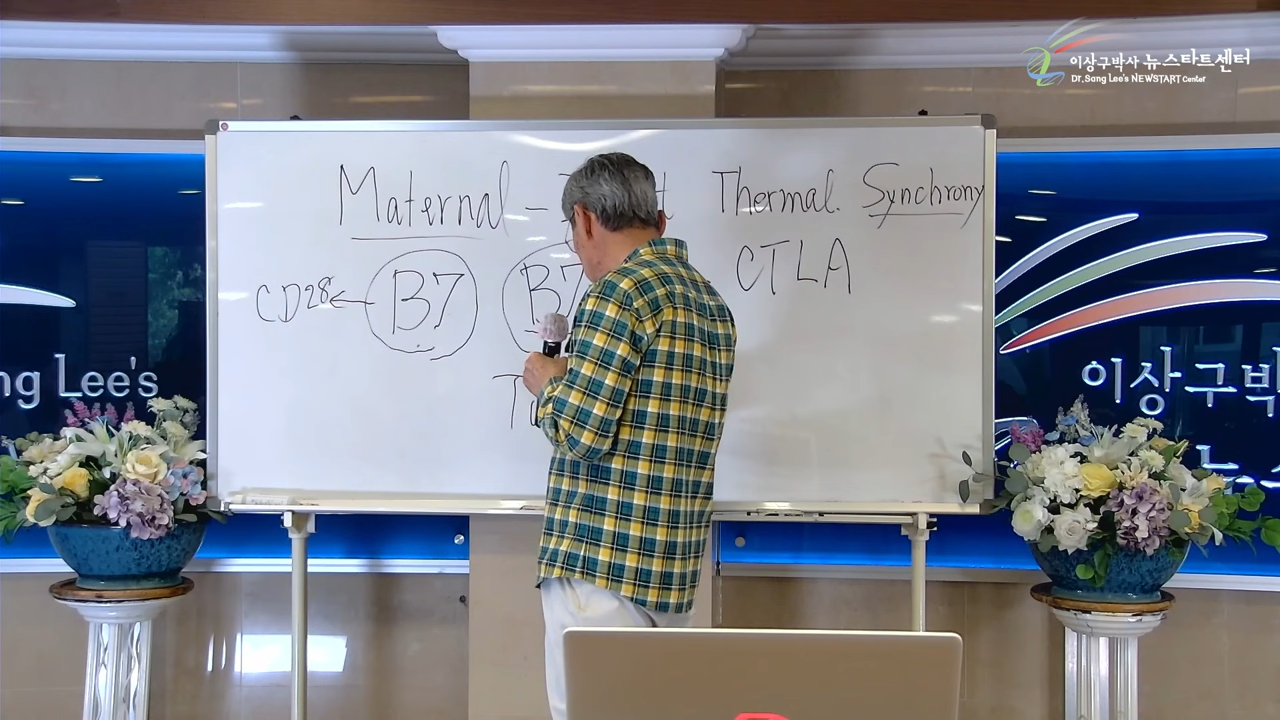 이상구박사 뉴스타트센터
Dr. Sang Lee's NEWSTART Center
Maternal - Thermal. Synchrony
CD28 ← B7 B7 CTLA
ng Lee's
이상구박